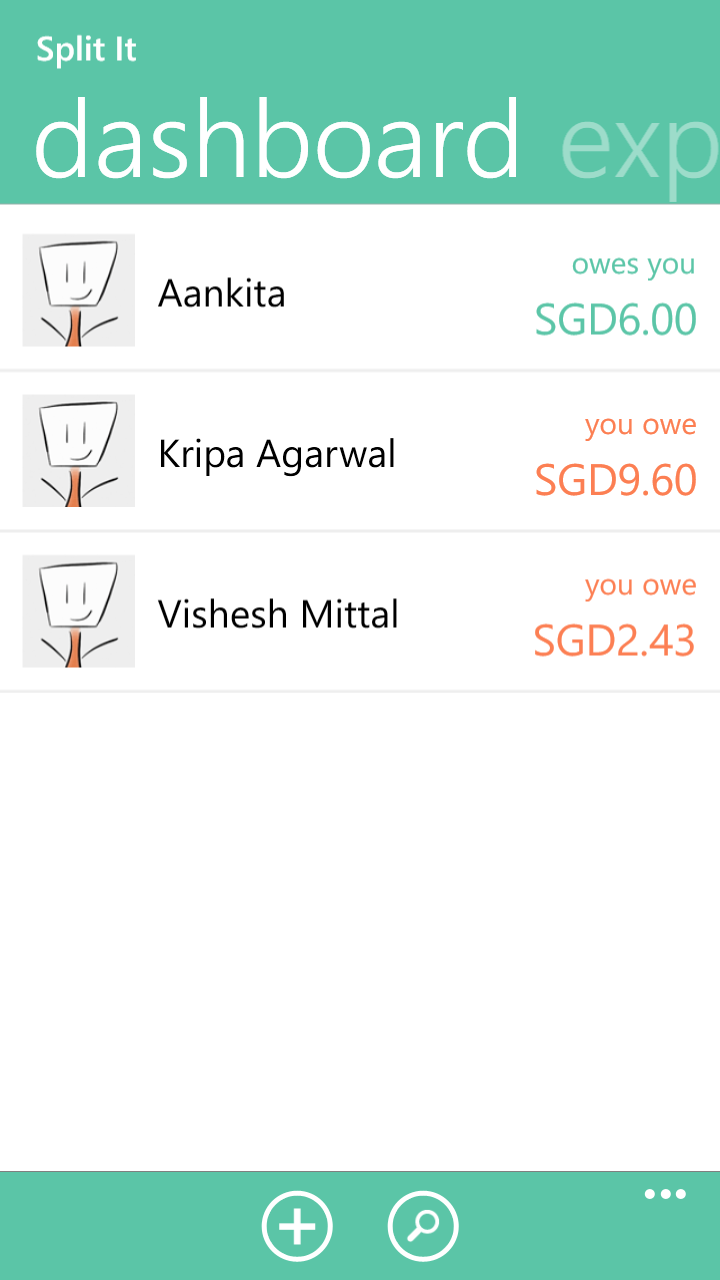 Split It
dashboard exp
Aankita
owes you
SGD6.00
Kripa Agarwal
you owe
SGD9.60
Vishesh Mittal
you owe
SGD2.43